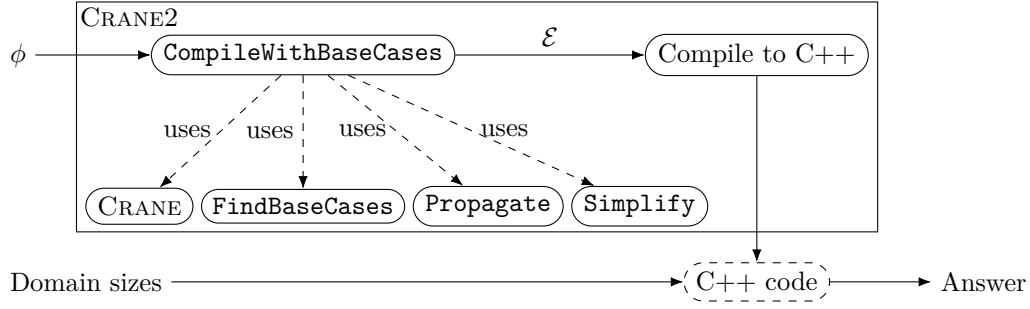 CRANE2
ϕ
CompileWithBaseCases
ℰ
Compile to C++
uses
uses
uses
uses
CRANE
FindBaseCases
Propagate
Simplify
Domain sizes
C++ code
Answer